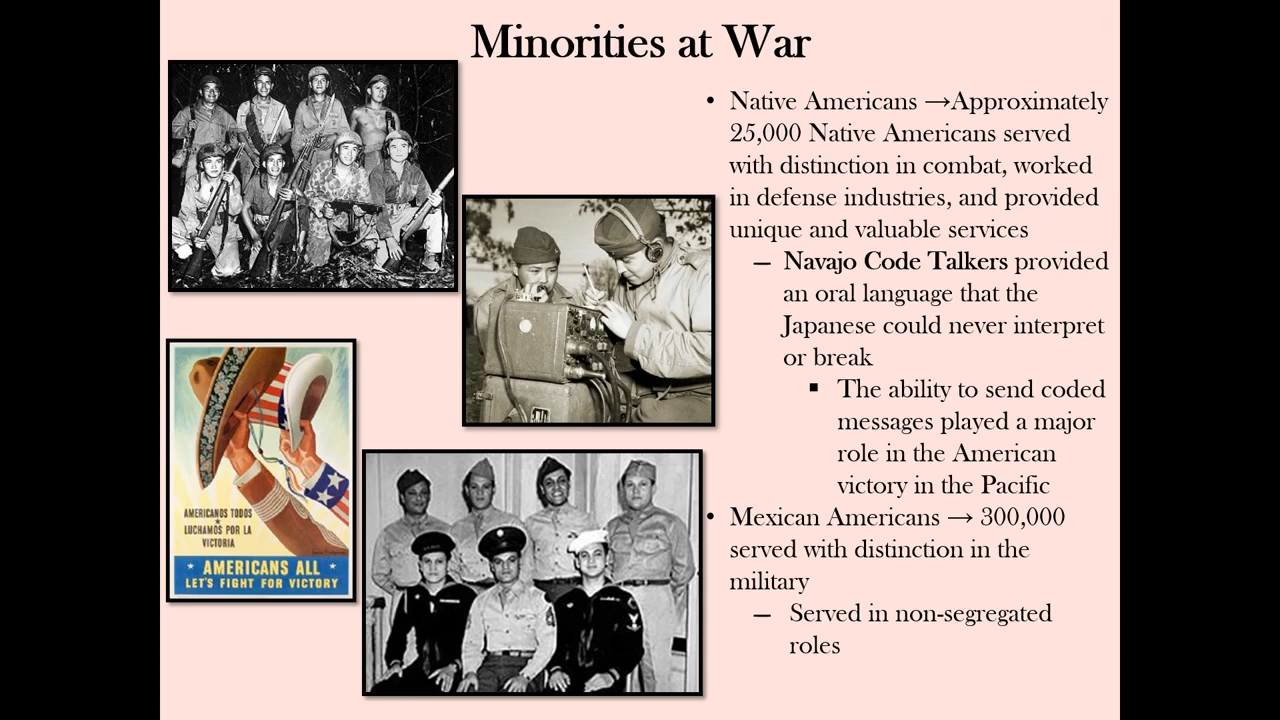 Minorities at War
• Native Americans →Approximately
25,000 Native Americans served
with distinction in combat, worked
in defense industries, and provided
unique and valuable services
– Navajo Code Talkers provided
an oral language that the
Japanese could never interpret
or break
▪ The ability to send coded
messages played a major
role in the American
victory in the Pacific
• Mexican Americans → 300,000
served with distinction in the
military
– Served in non-segregated
roles
AMERICANOS TODOS
★
LUCHAMOS POR LA
VICTORIA
★ AMERICANS ALL ★
LET'S FIGHT FOR VICTORY